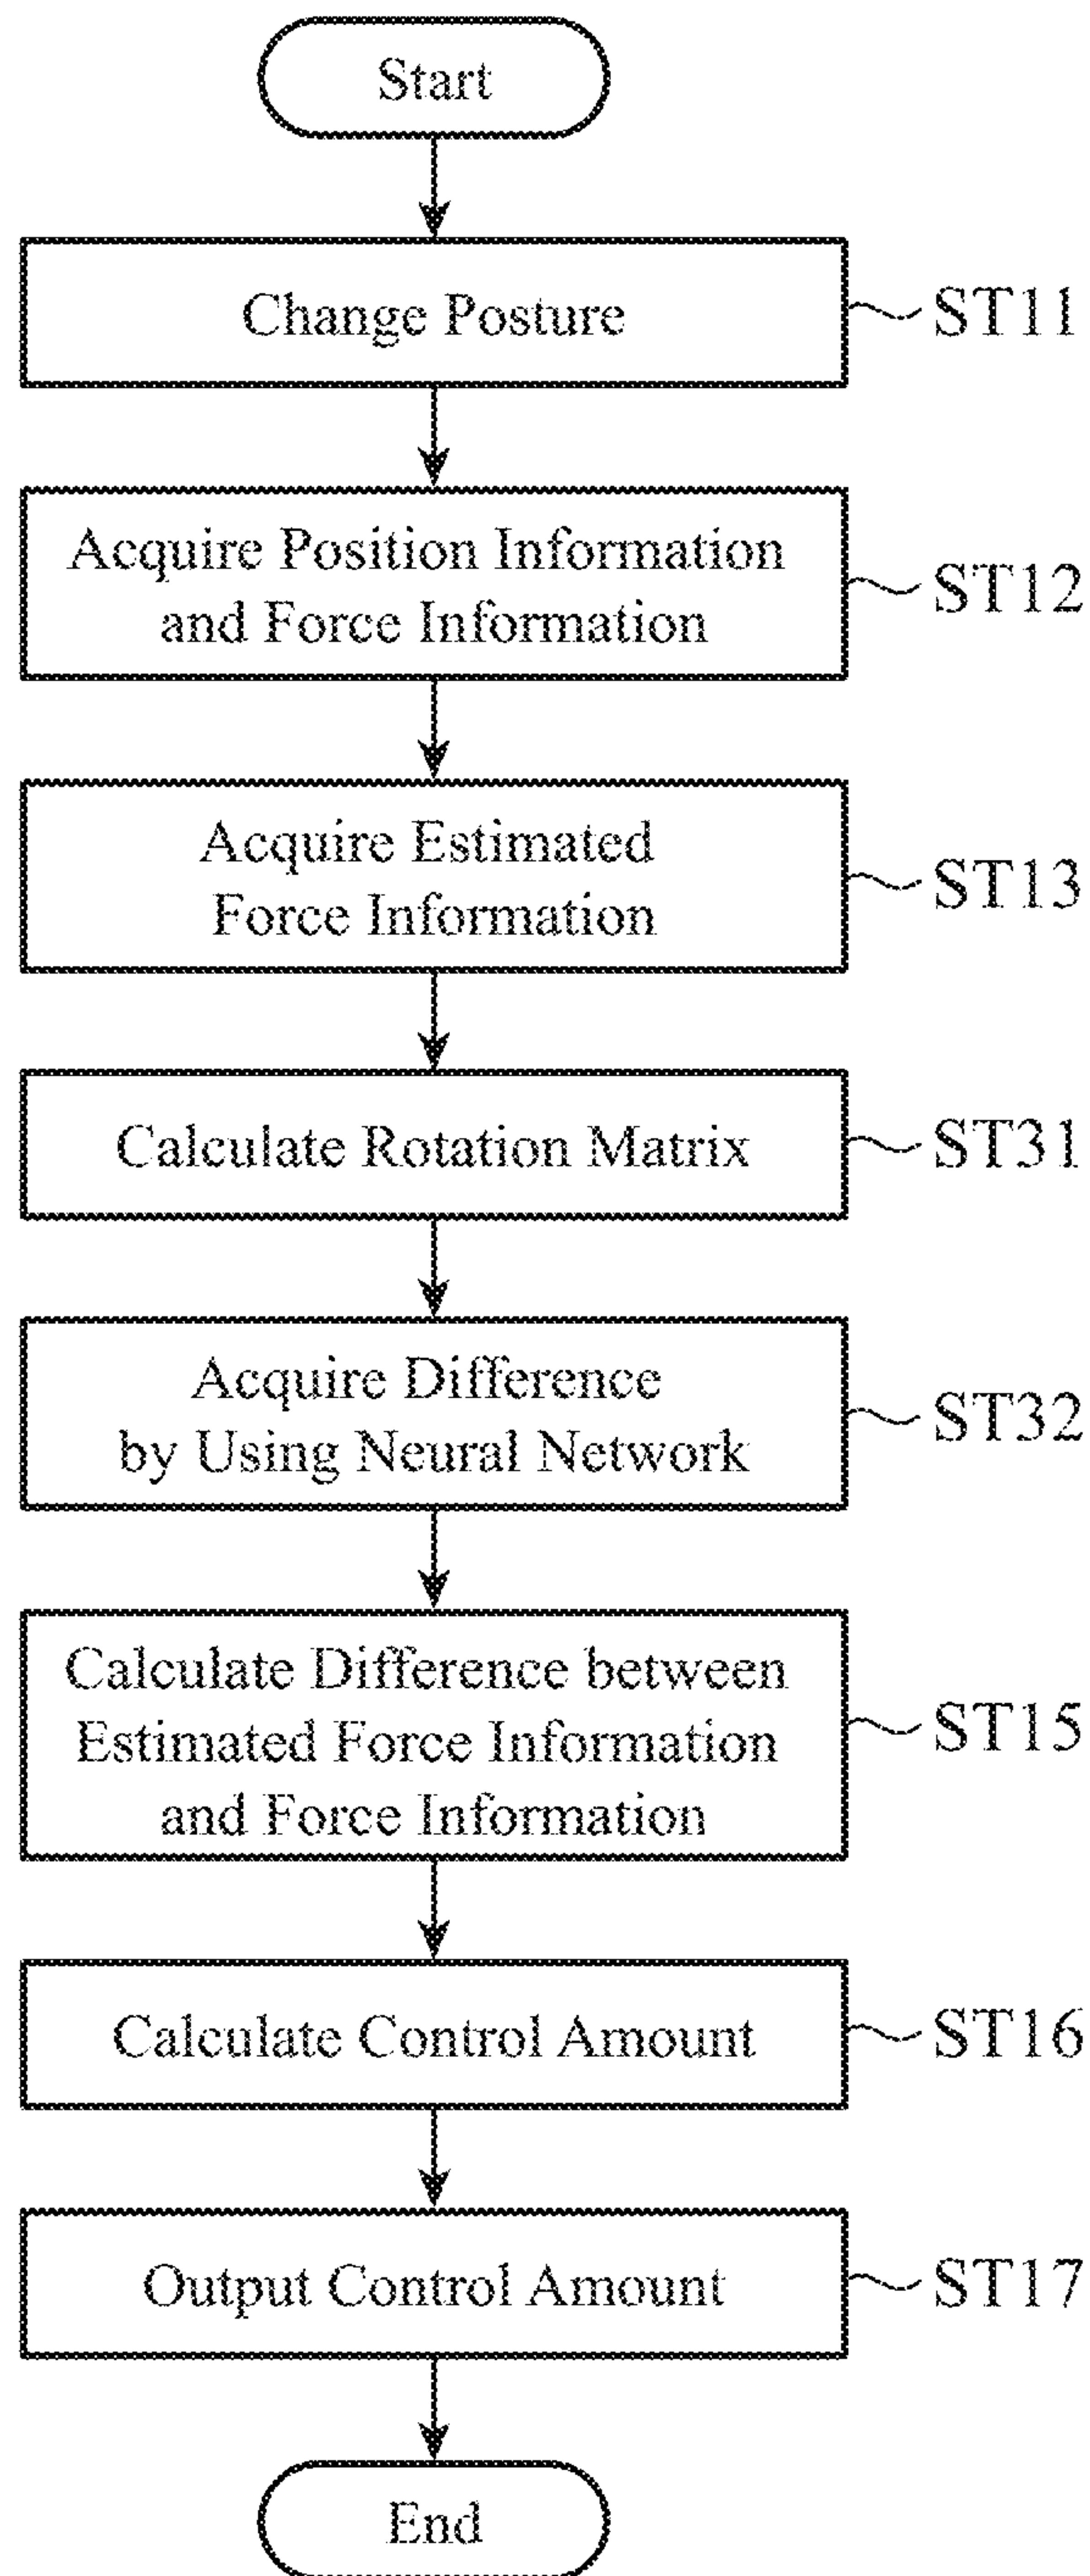 Start
Change Posture
ST11
Acquire Position Information
and Force Information
ST12
Acquire Estimated
Force Information
ST13
Calculate Rotation Matrix
ST31
Acquire Difference
by Using Neural Network
ST32
Calculate Difference between
Estimated Force Information
and Force Information
ST15
Calculate Control Amount
ST16
Output Control Amount
ST17
End